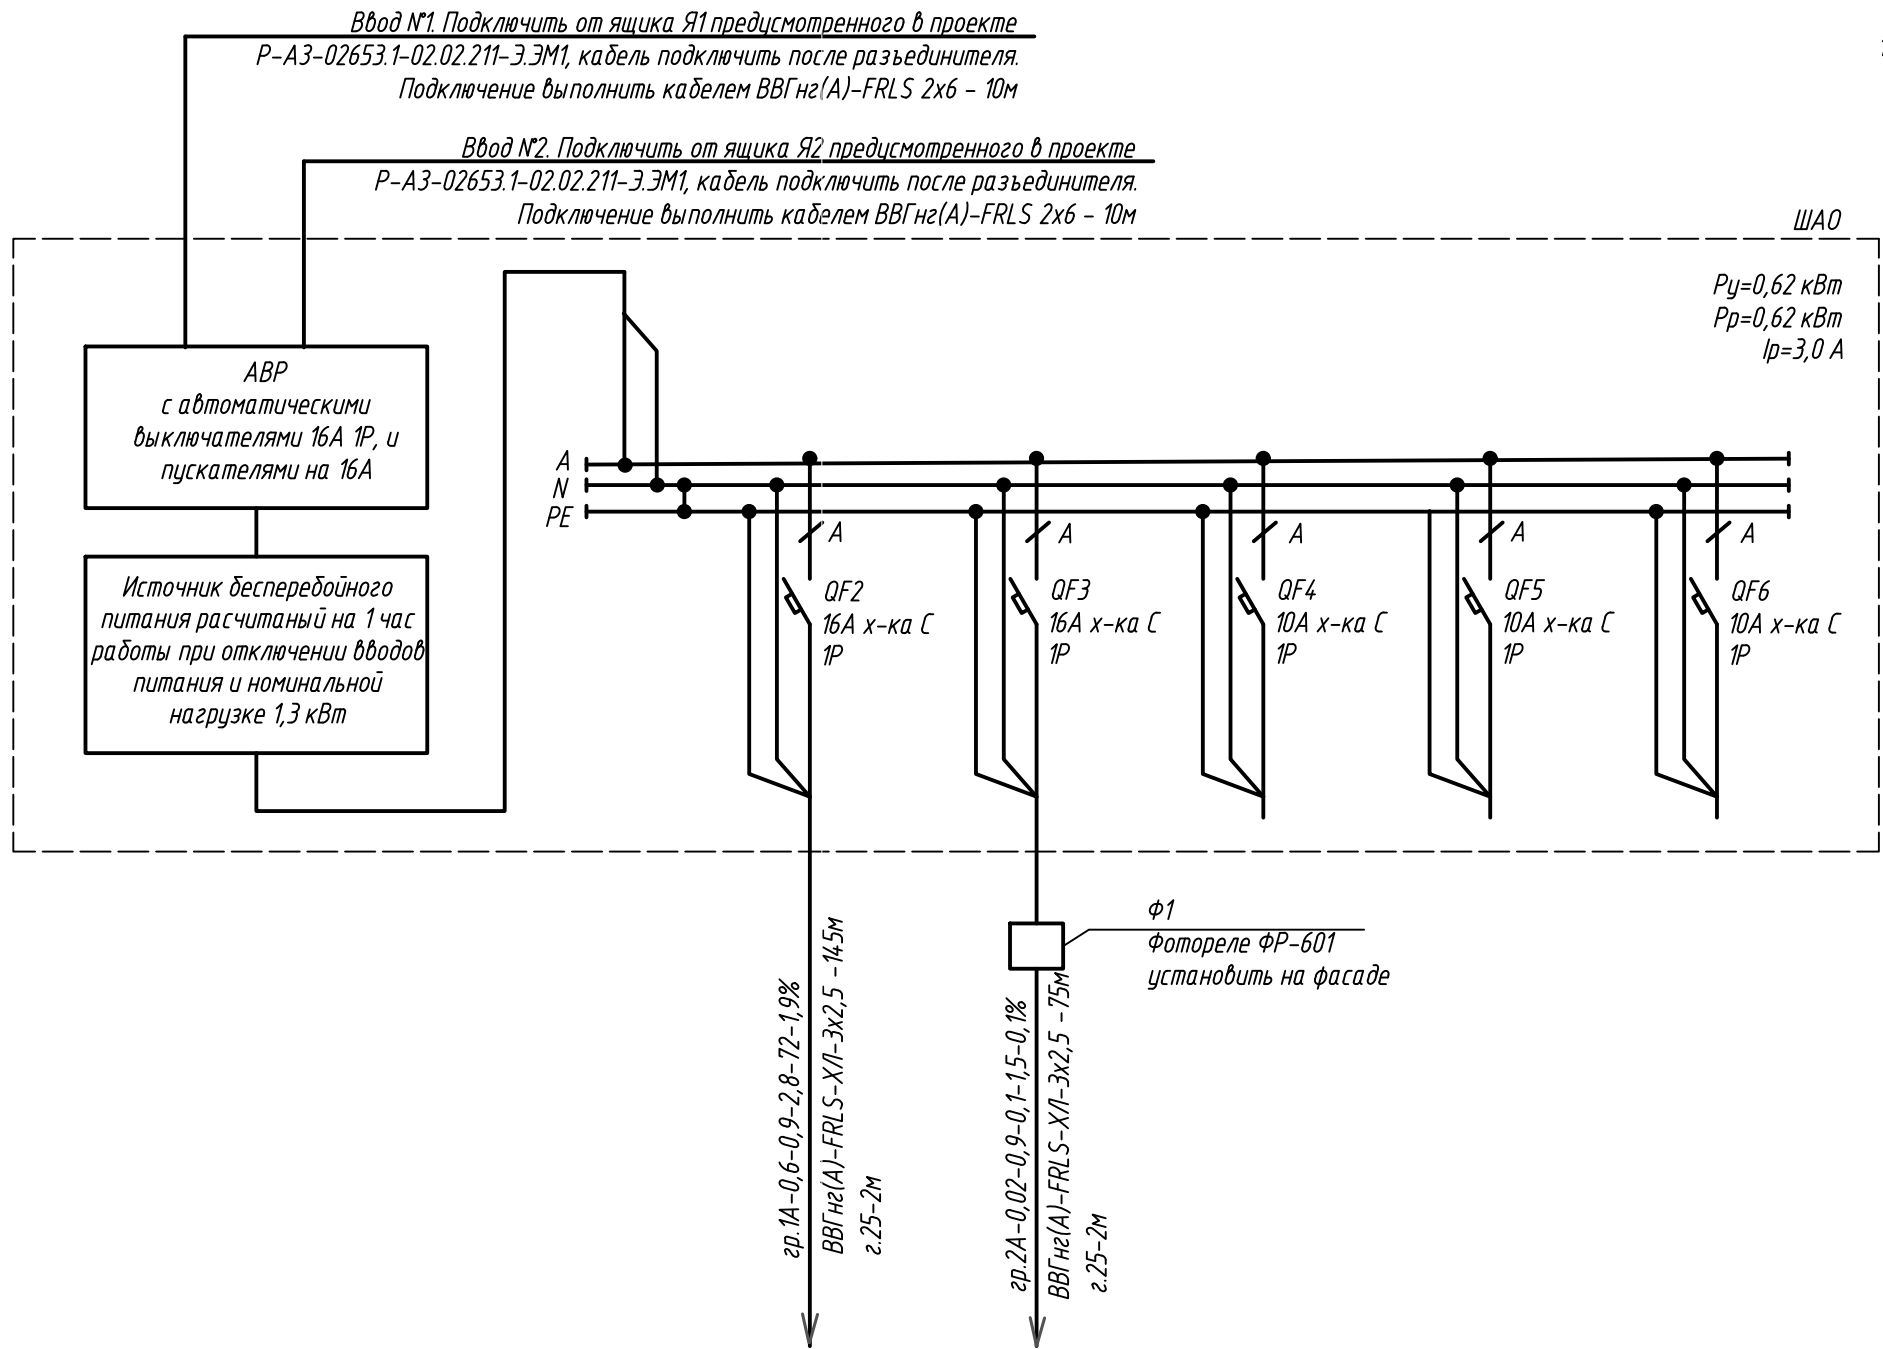 Ввод №1. Подключить от ящика Я1 предусмотренного в проекте
Р-АЗ-02653.1-02.02.211-Э.ЭМ1, кабель подключить после разъединителя.
Подключение выполнить кабелем ВВГнг(А)-FRLS 2х6 - 10м
Ввод №2. Подключить от ящика Я2 предусмотренного в проекте
Р-АЗ-02653.1-02.02.211-Э.ЭМ1, кабель подключить после разъединителя.
Подключение выполнить кабелем ВВГнг(А)-FRLS 2х6 - 10м
ШАО
Ру=0,62 кВт
Рр=0,62 кВт
Iр=3,0 А
АВР
с автоматическими
выключателями 16А 1Р, и
пускателями на 16А
Источник бесперебойного
питания расчитаный на 1 час
работы при отключении вводов
питания и номинальной
нагрузке 1,3 кВт
A
N
PE
A
A
A
A
A
QF2
16А х-ка С
1Р
QF3
16А х-ка С
1Р
QF4
10А х-ка С
1Р
QF5
10А х-ка С
1Р
QF6
10А х-ка С
1Р
Ф1
Фотореле ФР-601
установить на фасаде
гр.1А-0,6-0,9-2,8-72-1,9%
ВВГнг(А)-FRLS-ХЛ-3х2,5 -145м
г.25-2м
гр.2А-0,02-0,9-0,1-1,5-0,1%
ВВГнг(А)-FRLS-ХЛ-3х2,5 -75м
г.25-2м